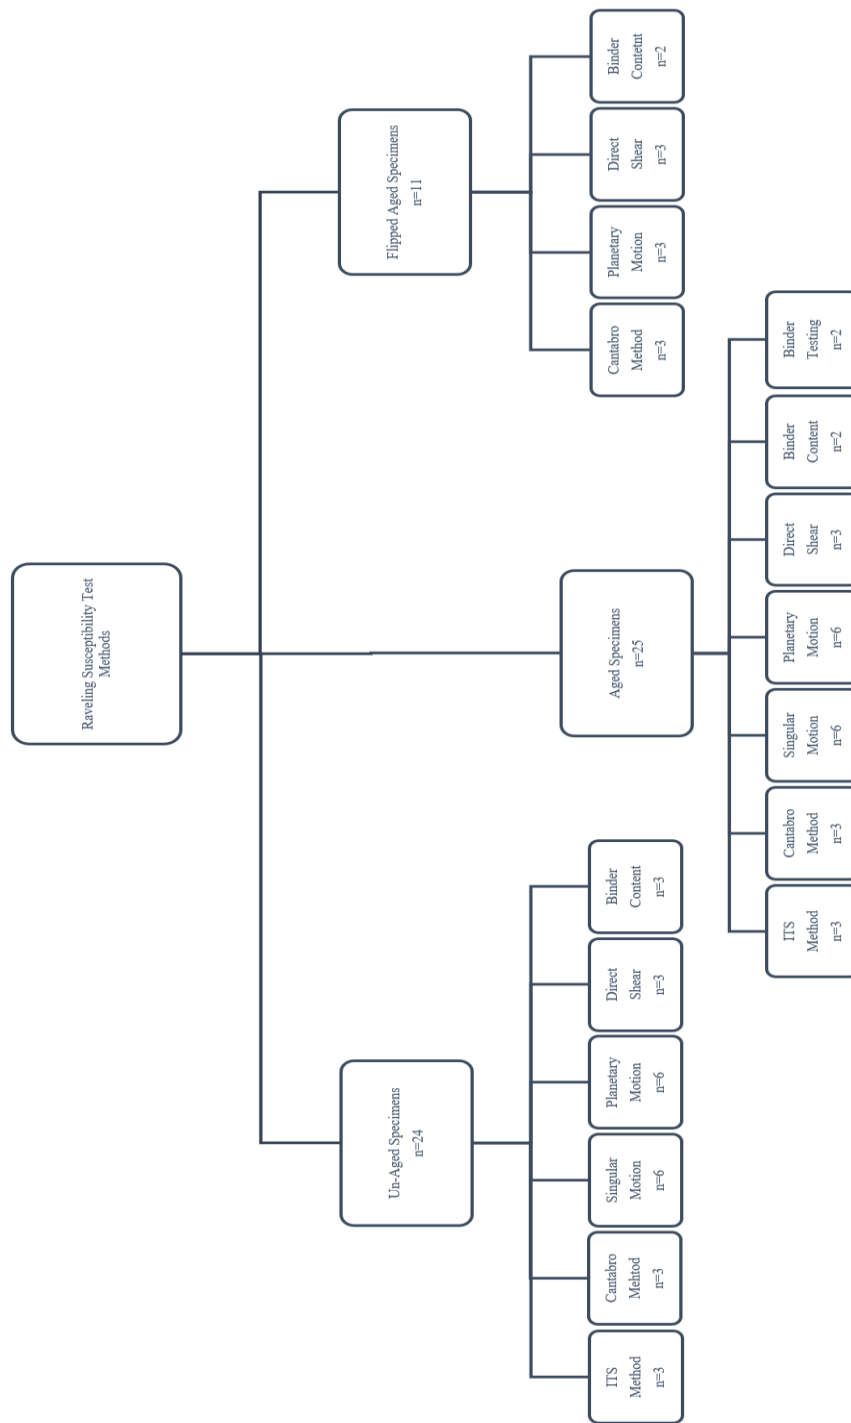 Raveling Susceptibility Test
Methods
Un-Aged Specimens
n=24
ITS
Method
n=3
Cantabro
Mehtod
n=3
Singular
Motion
n=6
Planetary
Motion
n=6
Direct
Shear
n=3
Binder
Content
n=3
Aged Specimens
n=25
ITS
Method
n=3
Cantabro
Method
n=3
Singular
Motion
n=6
Planetary
Motion
n=6
Direct
Shear
n=3
Binder
Content
n=2
Binder
Testing
n=2
Flipped Aged Specimens
n=11
Cantabro
Method
n=3
Planetary
Motion
n=3
Direct
Shear
n=3
Binder
Contetnt
n=2